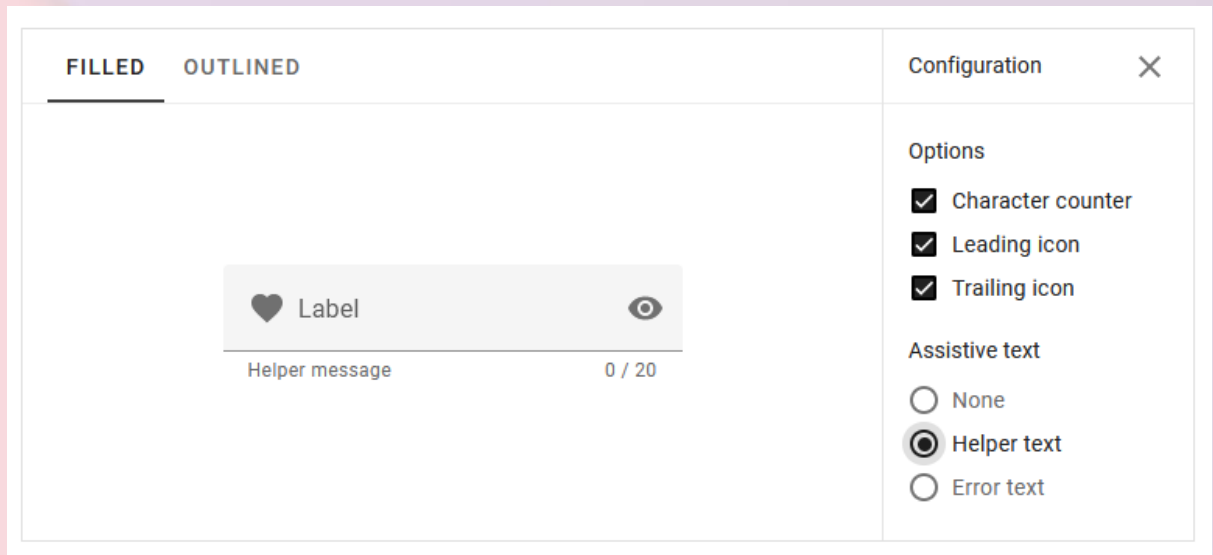 FILLED OUTLINED
Configuration
Options
Character counter
Leading icon
Trailing icon
Label
Helper message 0 / 20
Assistive text
None
Helper text
Error text